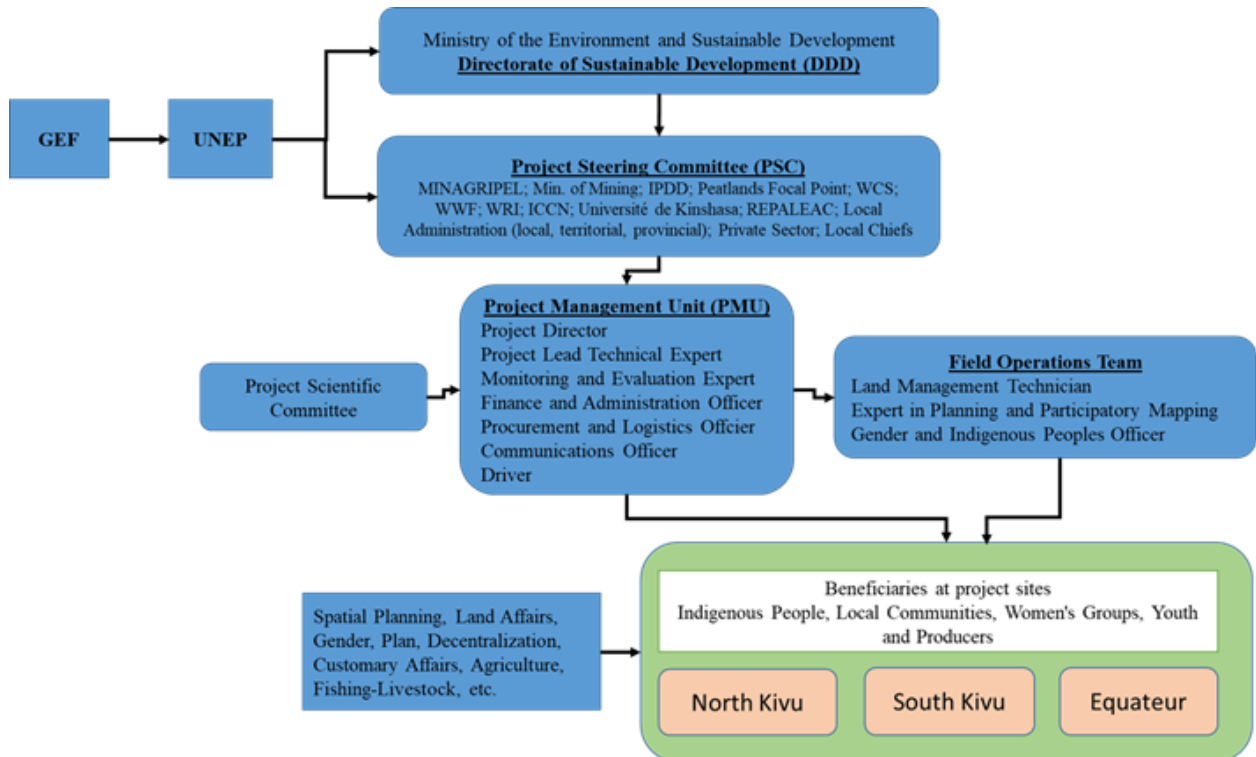 Ministry of the Environment and Sustainable Development
Directorate of Sustainable Development (DDD)
GEF
UNEP
Project Steering Committee (PSC)
MINAGRIPEL; Min. of Mining; IPDD; Peatlands Focal Point; WCS;
WWF; WRI; ICCN; Université de Kinshasa; REPALEAC; Local
Administration (local, territorial, provincial); Private Sector; Local Chiefs
Project Management Unit (PMU)
Project Director
Project Lead Technical Expert
Monitoring and Evaluation Expert
Finance and Administration Officer
Procurement and Logistics Offcier
Communications Officer
Driver
Project Scientific
Committee
Field Operations Team
Land Management Technician
Expert in Planning and Participatory Mapping
Gender and Indigenous Peoples Officer
Beneficiaries at project sites
Indigenous People, Local Communities, Women's Groups, Youth
and Producers
Spatial Planning, Land Affairs,
Gender, Plan, Decentralization,
Customary Affairs, Agriculture,
Fishing-Livestock, etc.
North Kivu
South Kivu
Equateur